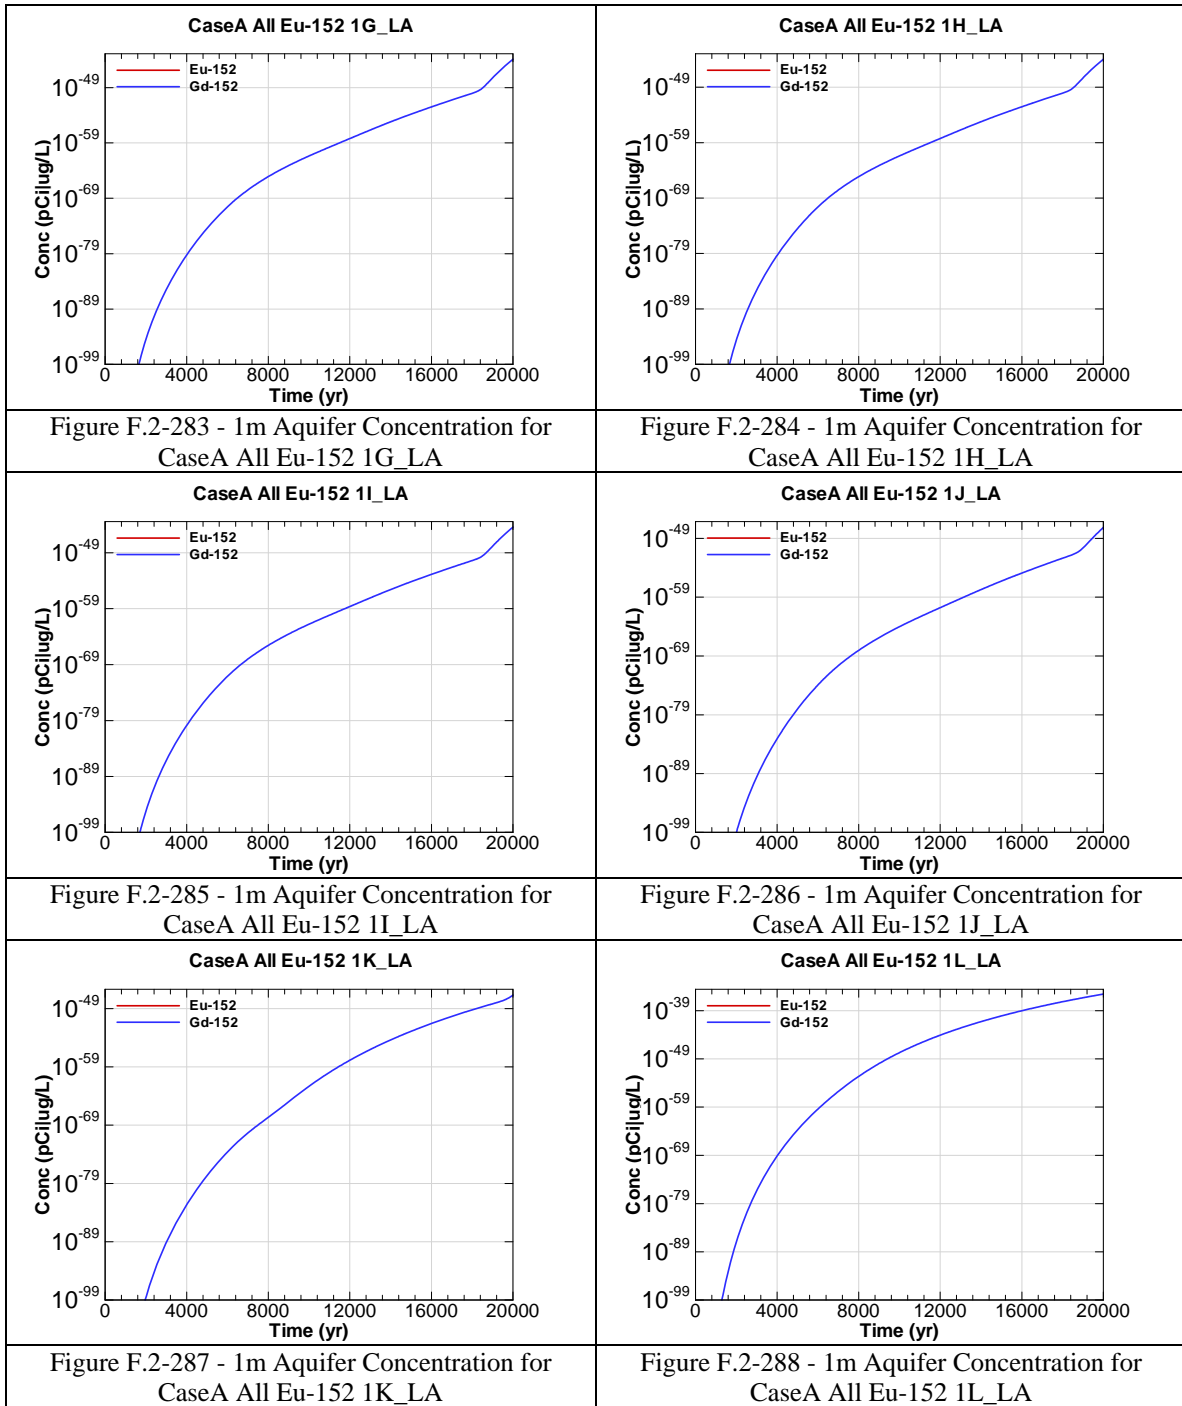 CaseA All Eu-152 1G_LA
Eu-152
Gd-152
Conc (pCi|ug/L)
10-49
10-59
10-69
10-79
10-89
10-99
0 4000 8000 12000 16000 20000
Time (yr)
Figure F.2-283 - 1m Aquifer Concentration for
CaseA All Eu-152 1G_LA
CaseA All Eu-152 1H_LA
Eu-152
Gd-152
Conc (pCi|ug/L)
10-49
10-59
10-69
10-79
10-89
10-99
0 4000 8000 12000 16000 20000
Time (yr)
Figure F.2-284 - 1m Aquifer Concentration for
CaseA All Eu-152 1H_LA
CaseA All Eu-152 1I_LA
Eu-152
Gd-152
Conc (pCi|ug/L)
10-49
10-59
10-69
10-79
10-89
10-99
0 4000 8000 12000 16000 20000
Time (yr)
Figure F.2-285 - 1m Aquifer Concentration for
CaseA All Eu-152 1I_LA
CaseA All Eu-152 1J_LA
Eu-152
Gd-152
Conc (pCi|ug/L)
10-49
10-59
10-69
10-79
10-89
10-99
0 4000 8000 12000 16000 20000
Time (yr)
Figure F.2-286 - 1m Aquifer Concentration for
CaseA All Eu-152 1J_LA
CaseA All Eu-152 1K_LA
Eu-152
Gd-152
Conc (pCi|ug/L)
10-49
10-59
10-69
10-79
10-89
10-99
0 4000 8000 12000 16000 20000
Time (yr)
Figure F.2-287 - 1m Aquifer Concentration for
CaseA All Eu-152 1K_LA
CaseA All Eu-152 1L_LA
Eu-152
Gd-152
Conc (pCi|ug/L)
10-39
10-49
10-59
10-69
10-79
10-89
10-99
0 4000 8000 12000 16000 20000
Time (yr)
Figure F.2-288 - 1m Aquifer Concentration for
CaseA All Eu-152 1L_LA